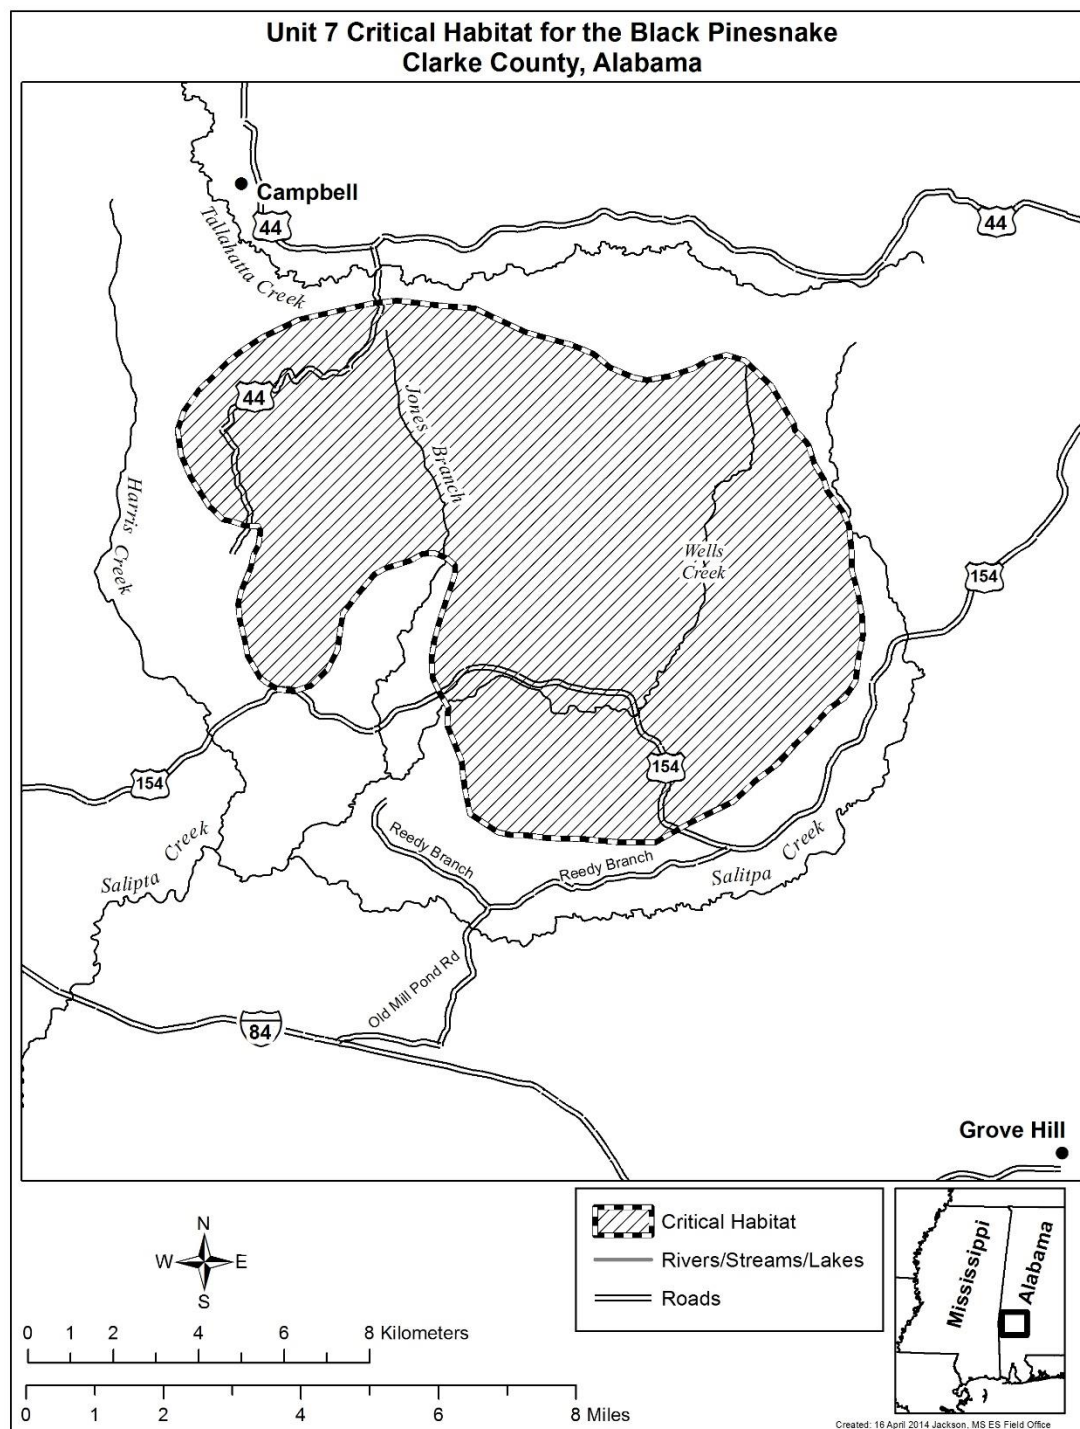 Unit 7 Critical Habitat for the Black Pinesnake
Clarke County, Alabama
Campbell
44
44
Tallahatta Creek
44
Jones Branch
Harris Creek
Wells
Creek
154
154
154
Salipta Creek
Reedy Branch
Reedy Branch
Salitpa Creek
Old Mill Pond Rd
84
Grove Hill
N
W E
S
0 1 2 4 6 8 Kilometers
0 1 2 4 6 8 Miles
Critical Habitat
Rivers/Streams/Lakes
Roads
Mississippi
Alabama
Created: 16 April 2014 Jackson, MS ES Field Office